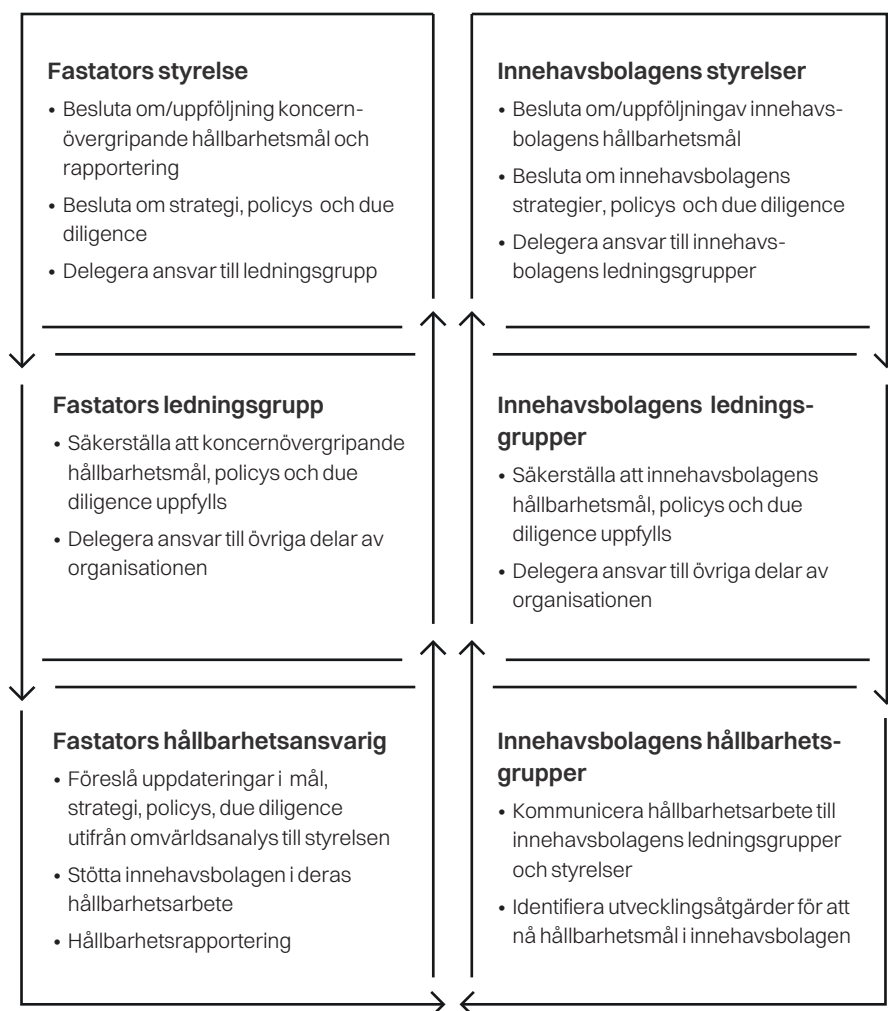 Fastators styrelse
• Besluta om/uppföljning koncern-
övergripande hållbarhetsmål och
rapportering
• Besluta om strategi, policys och due
diligence
• Delegera ansvar till ledningsgrupp
Innehavsbolagens styrelser
• Besluta om/uppföljningav innehavs-
bolagens hållbarhetsmål
• Besluta om innehavsbolagens
strategier, policys och due diligence
• Delegera ansvar till innehavs-
bolagens ledningsgrupper
Fastators ledningsgrupp
• Säkerställa att koncernövergripande
hållbarhetsmål, policys och due
diligence uppfylls
• Delegera ansvar till övriga delar av
organisationen
Innehavsbolagens lednings-
grupper
• Säkerställa att innehavsbolagens
hållbarhetsmål, policys och due
diligence uppfylls
• Delegera ansvar till övriga delar av
organisationen
Fastators hållbarhetsansvarig
• Föreslå uppdateringar i mål,
strategi, policys, due diligence
utifrån omvärldsanalys till styrelsen
• Stötta innehavsbolagen i deras
hållbarhetsarbete
• Hållbarhetsrapportering
Innehavsbolagens hållbarhets-
grupper
• Kommunicera hållbarhetsarbete till
innehavsbolagens ledningsgrupper
och styrelser
• Identifiera utvecklingsåtgärder för att
nå hållbarhetsmål i innehavsbolagen